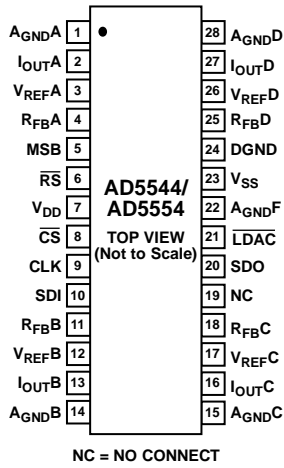 AGNDA 1 28 AGNDD
IOUTA 2 27 IOUTD
VREFA 3 26 VREFD
RFBA 4 25 RFBD
MSB 5 24 DGND
RS 6 23 VSS
VDD 7 22 AGNDF
CS 8 21 LDAC
CLK 9 20 SDO
SDI 10 19 NC
RFBB 11 18 RFBC
VREFB 12 17 VREFC
IOUTB 13 16 IOUTC
AGNDB 14 15 AGNDC
AD5544/
AD5554
TOP VIEW
(Not to Scale)
NC = NO CONNECT